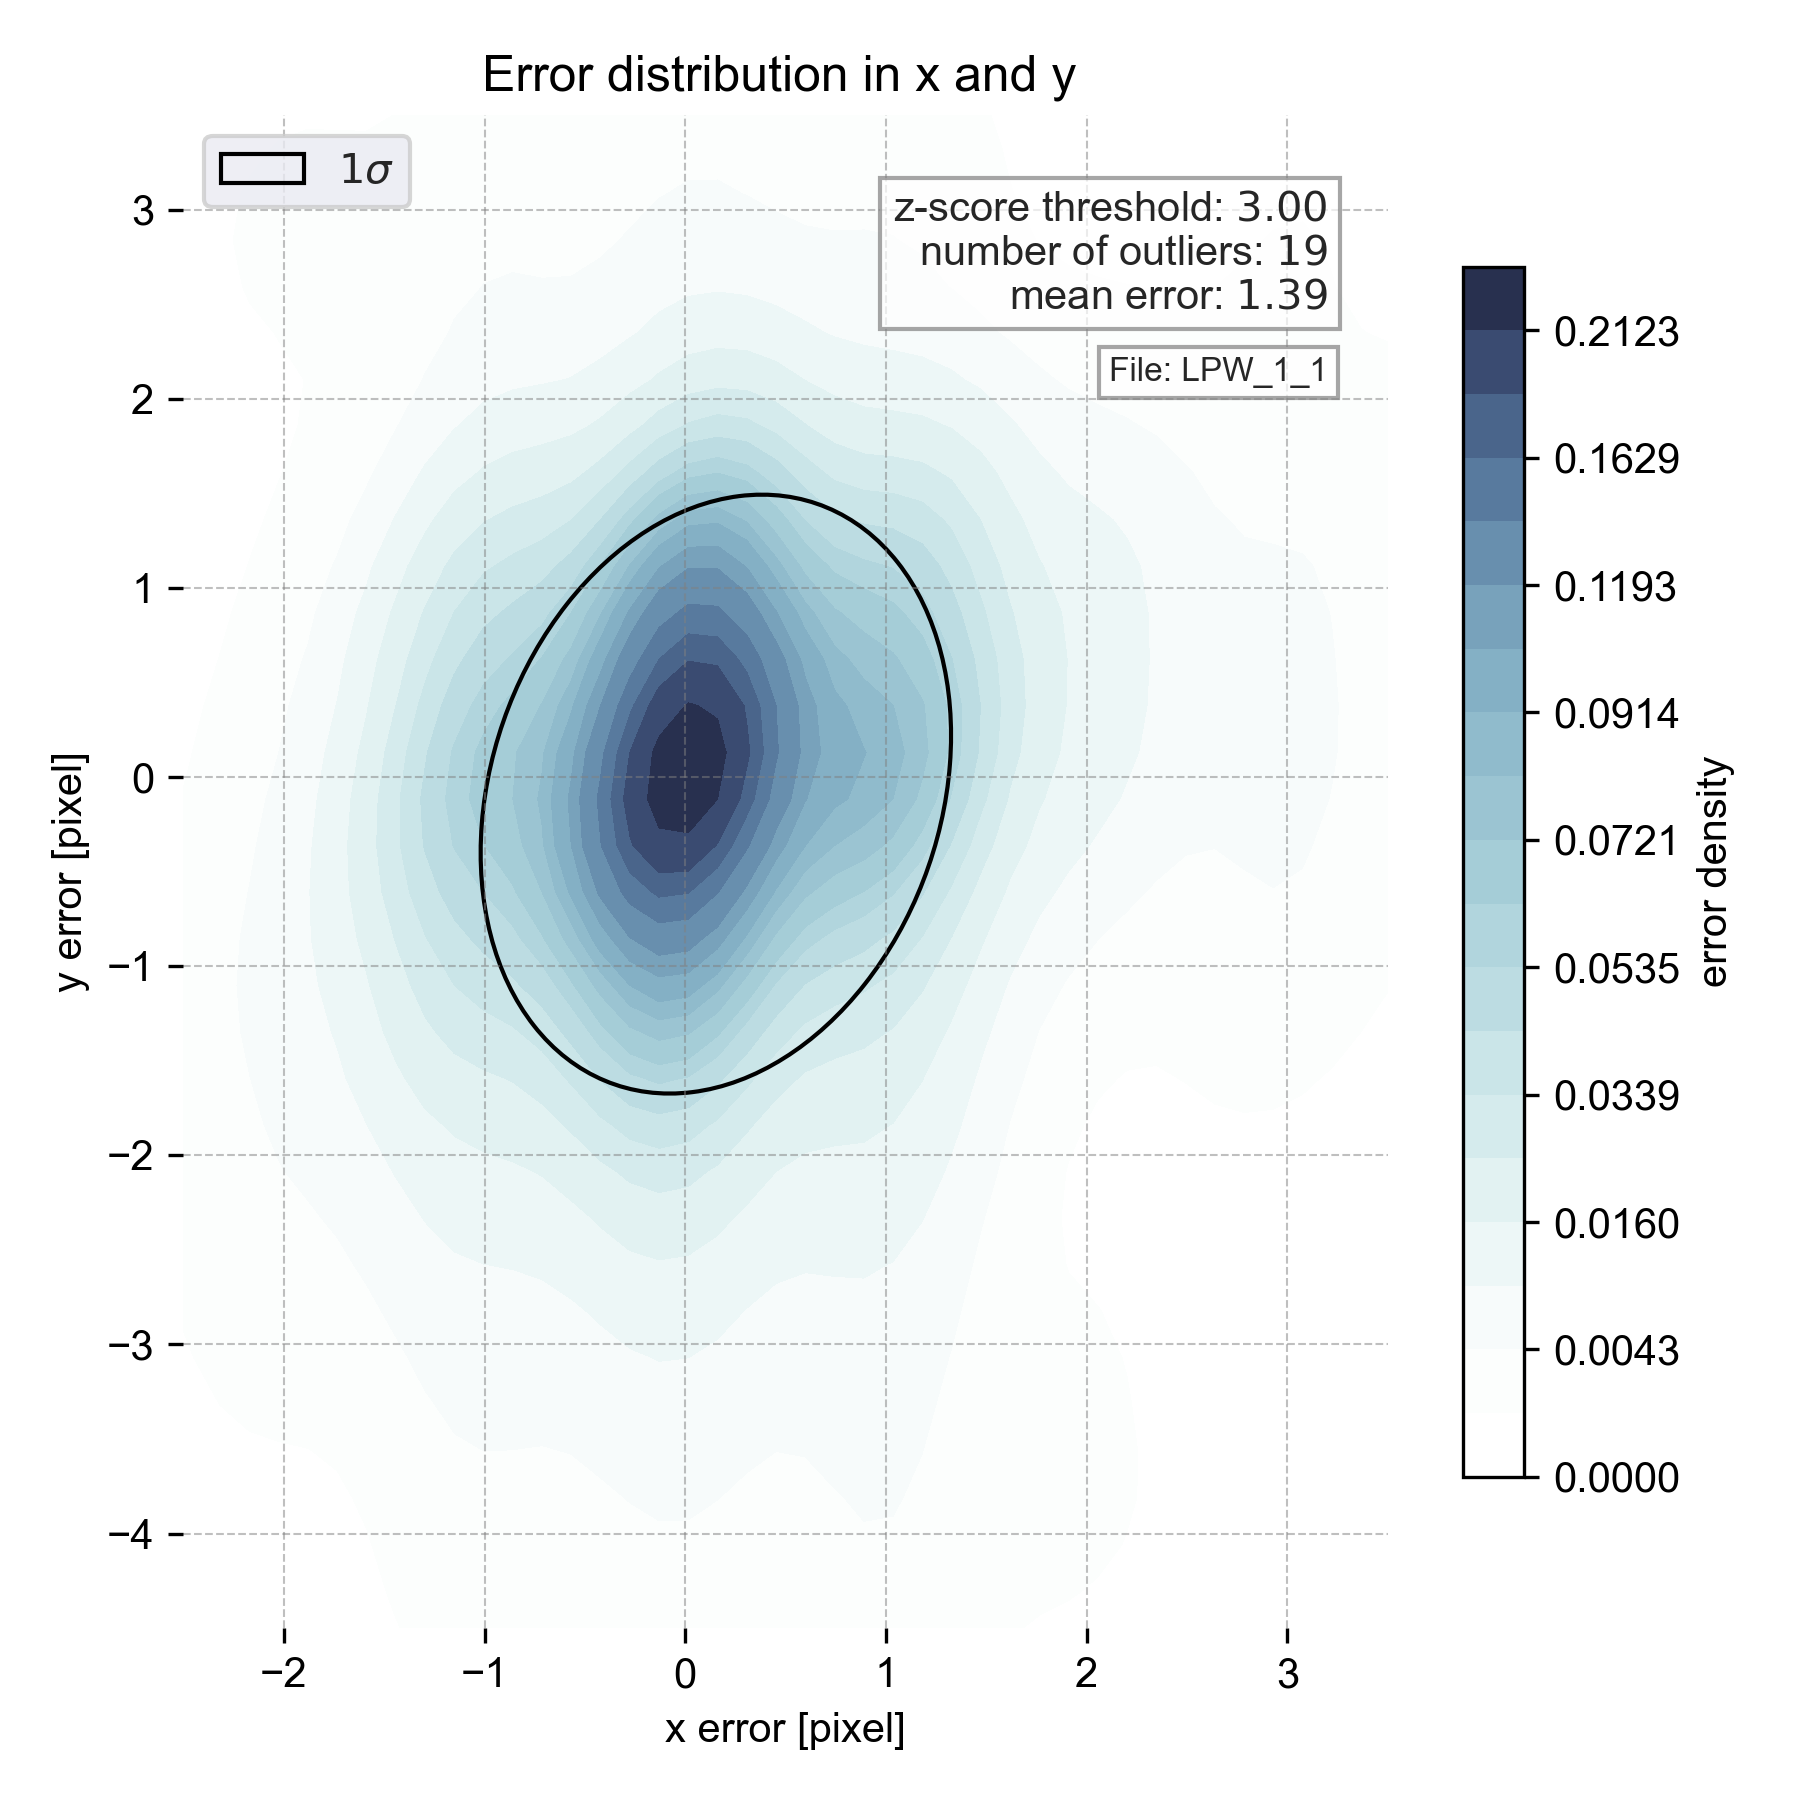 Error distribution in x and y
1σ
z-score threshold: 3.00
number of outliers: 19
mean error: 1.39
File: LPW_1_1
3
2
1
0
−1
−2
−3
−4
y error [pixel]
−2
−1
0
1
2
3
x error [pixel]
0.2123
0.1629
0.1193
0.0914
0.0721
0.0535
0.0339
0.0160
0.0043
0.0000
error density